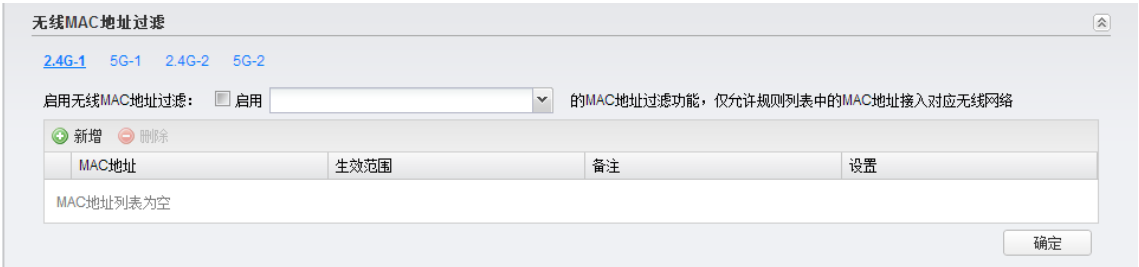 无线MAC地址过滤
2.4G-1 5G-1 2.4G-2 5G-2
启用无线MAC地址过滤： 启用 的MAC地址过滤功能，仅允许规则列表中的MAC地址接入对应无线网络
新增 删除
MAC地址 生效范围 备注 设置
MAC地址列表为空
确定